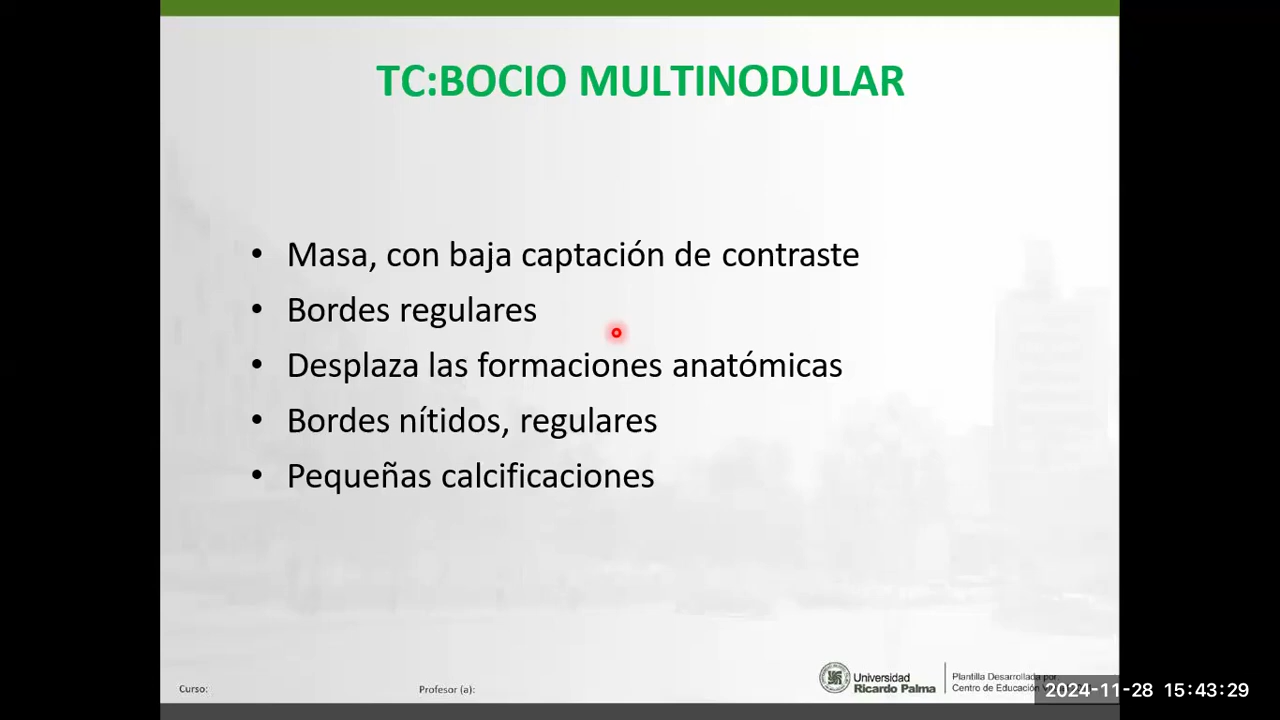 TC:BOCIO MULTINODULAR
• Masa, con baja captación de contraste
• Bordes regulares
• Desplaza las formaciones anatómicas
• Bordes nítidos, regulares
• Pequeñas calcificaciones
Curso:
Profesor (a):
Universidad
Ricardo Palma
Plantilla Desarrollada por
Centro de Educación
2024-11-28 15:43:29